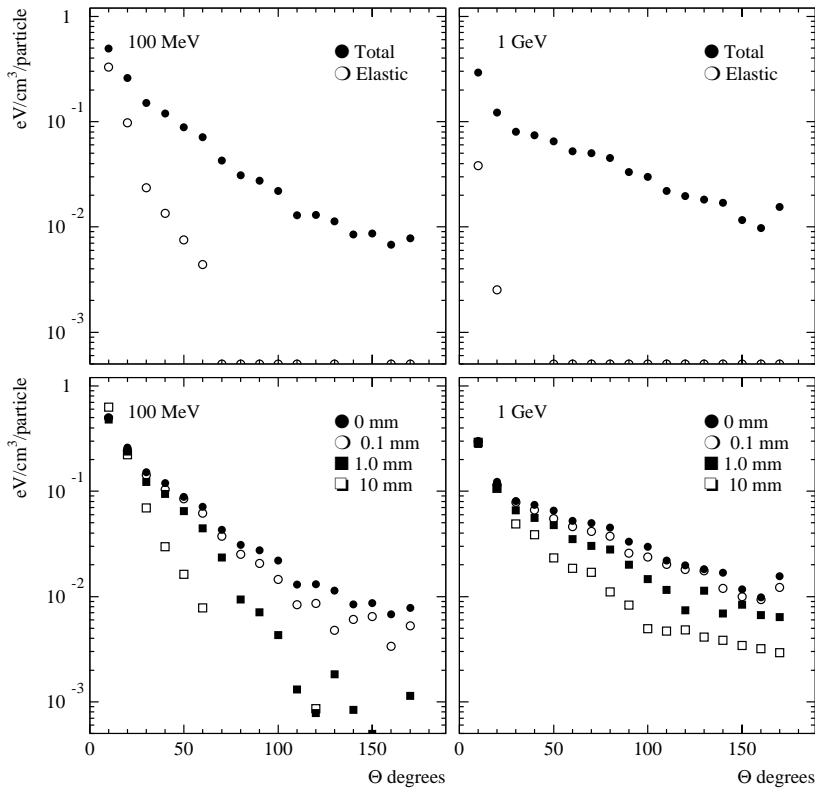 eV/cm³/particle
1
10⁻¹
10⁻²
10⁻³
100 MeV
Total
Elastic
1 GeV
Total
Elastic
eV/cm³/particle
1
10⁻¹
10⁻²
10⁻³
100 MeV
0 mm
0.1 mm
1.0 mm
10 mm
1 GeV
0 mm
0.1 mm
1.0 mm
10 mm
0 50 100 150
0 50 100 150
Θ degrees
Θ degrees